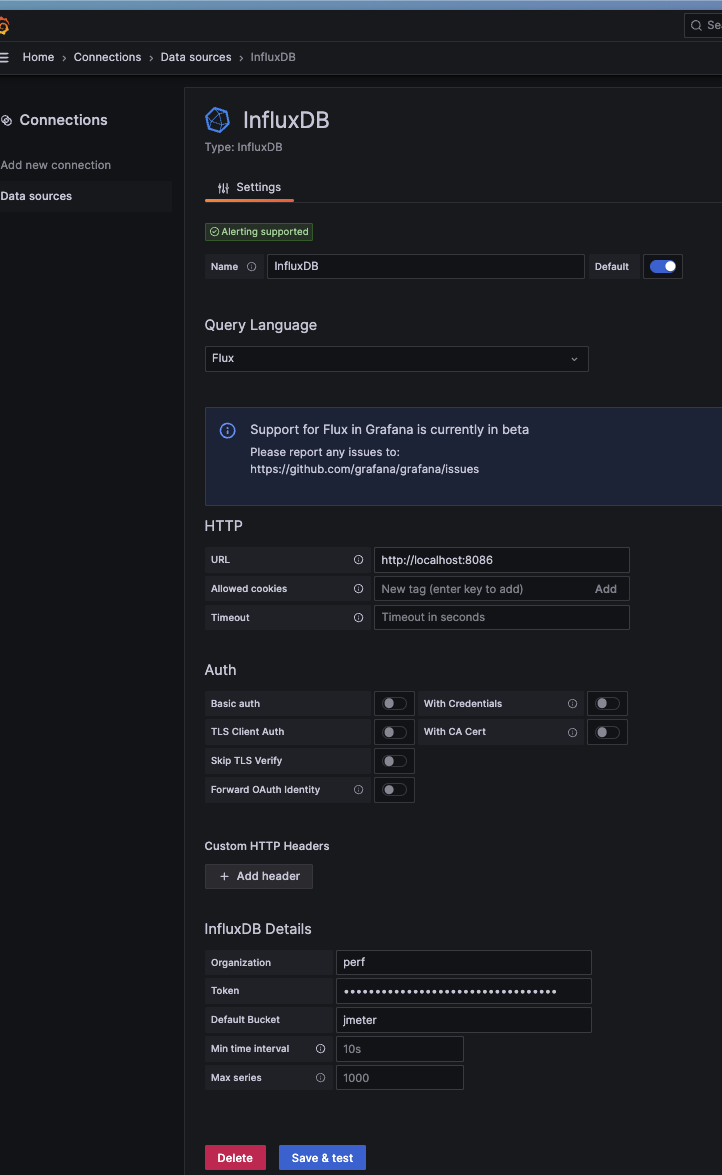 Se
Home › Connections › Data sources › InfluxDB
Connections
Add new connection
Data sources
InfluxDB
Type: InfluxDB
Settings
Alerting supported
Name InfluxDB Default
Query Language
Flux
Support for Flux in Grafana is currently in beta
Please report any issues to:
https://github.com/grafana/grafana/issues
HTTP
URL http://localhost:8086
Allowed cookies New tag (enter key to add) Add
Timeout Timeout in seconds
Auth
Basic auth With Credentials
TLS Client Auth With CA Cert
Skip TLS Verify
Forward OAuth Identity
Custom HTTP Headers
+ Add header
InfluxDB Details
Organization perf
Token
Default Bucket jmeter
Min time interval 10s
Max series 1000
Delete Save & test